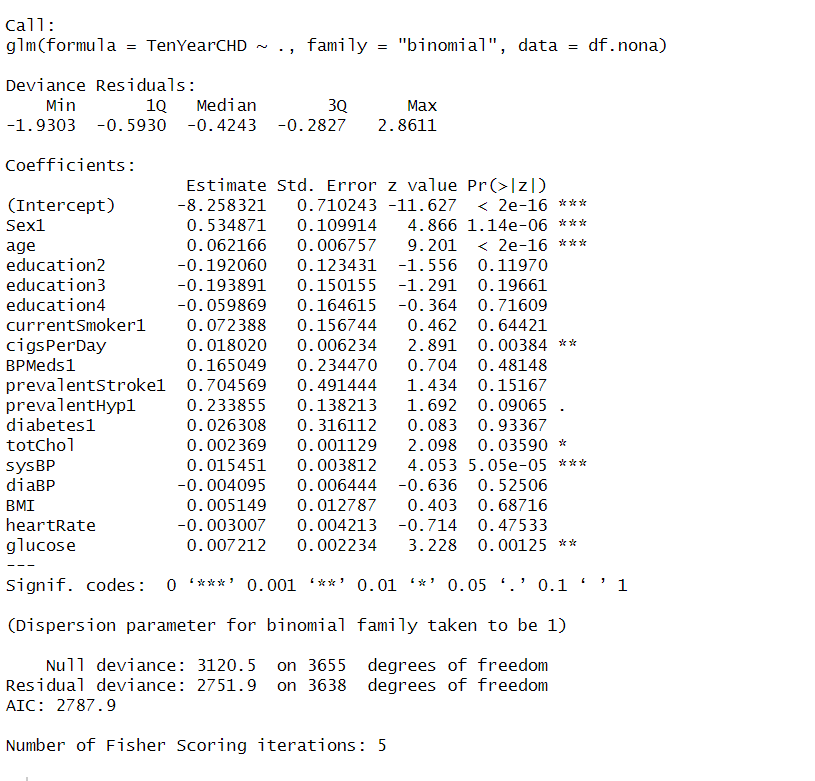 Call:
glm(formula = TenYearCHD ~ ., family = "binomial", data = df.nona)

Deviance Residuals:
    Min       1Q   Median       3Q      Max
-1.9303  -0.5930  -0.4243  -0.2827   2.8611

Coefficients:
                  Estimate Std. Error z value Pr(>|z|)
(Intercept)      -8.258321   0.710243 -11.627  < 2e-16 ***
Sex1              0.534871   0.109914   4.866 1.14e-06 ***
age               0.062166   0.006757   9.201  < 2e-16 ***
education2       -0.192060   0.123431  -1.556  0.11970
education3       -0.193891   0.150155  -1.291  0.19661
education4       -0.059869   0.164615  -0.364  0.71609
currentSmoker1    0.072388   0.156744   0.462  0.64421
cigsPerDay        0.018020   0.006234   2.891  0.00384 **
BPMeds1           0.165049   0.234470   0.704  0.48148
prevalentStroke1  0.704569   0.491444   1.434  0.15167
prevalentHyp1     0.233855   0.138213   1.692  0.09065 .
diabetes1         0.026308   0.316112   0.083  0.93367
totChol           0.002369   0.001129   2.098  0.03590 *
sysBP             0.015451   0.003812   4.053 5.05e-05 ***
diaBP            -0.004095   0.006444  -0.636  0.52506
BMI               0.005149   0.012787   0.403  0.68716
heartRate        -0.003007   0.004213  -0.714  0.47533
glucose           0.007212   0.002234   3.228  0.00125 **
---
Signif. codes:  0 ‘***’ 0.001 ‘**’ 0.01 ‘*’ 0.05 ‘.’ 0.1 ‘ ’ 1

(Dispersion parameter for binomial family taken to be 1)

    Null deviance: 3120.5  on 3655  degrees of freedom
Residual deviance: 2751.9  on 3638  degrees of freedom
AIC: 2787.9

Number of Fisher Scoring iterations: 5